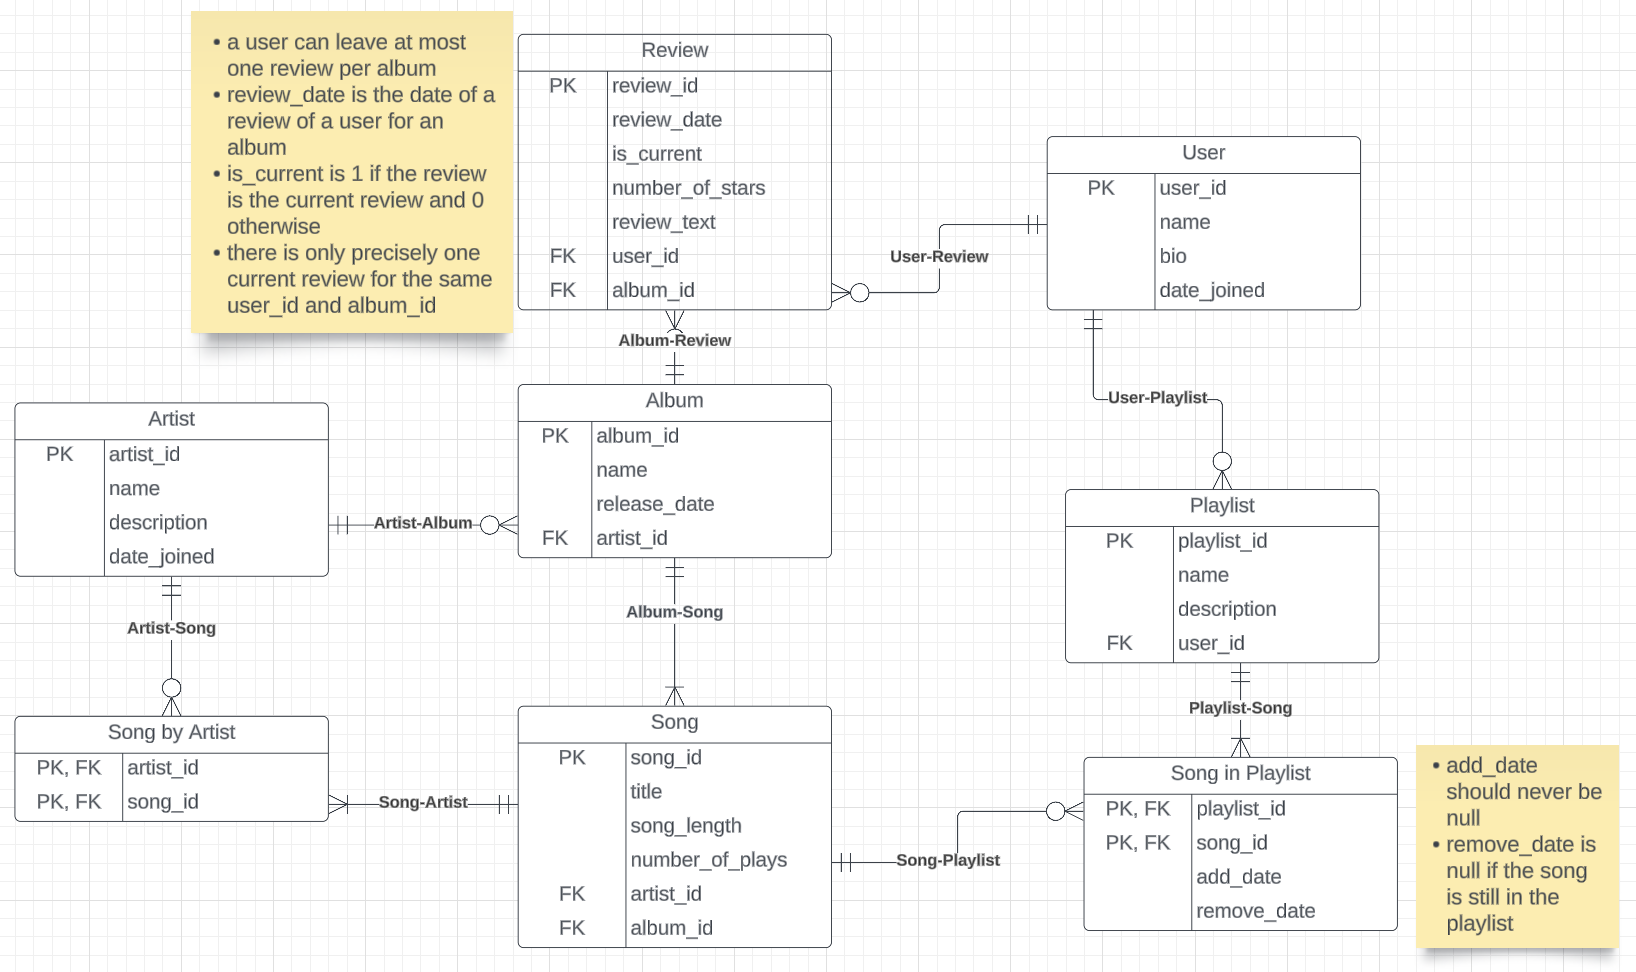 • a user can leave at most
one review per album
• review_date is the date of a
review of a user for an
album
• is_current is 1 if the review
is the current review and 0
otherwise
• there is only precisely one
current review for the same
user_id and album_id
Review
PK review_id
review_date
is_current
number_of_stars
review_text
FK user_id
FK album_id
User
PK user_id
name
bio
date_joined
User-Review
Album-Review
User-Playlist
Artist
PK artist_id
name
description
date_joined
Artist-Album
Album
PK album_id
name
release_date
FK artist_id
Playlist
PK playlist_id
name
description
FK user_id
Artist-Song
Album-Song
Playlist-Song
Song by Artist
PK, FK artist_id
PK, FK song_id
Song-Artist
Song
PK song_id
title
song_length
number_of_plays
FK artist_id
FK album_id
Song-Playlist
Song in Playlist
PK, FK playlist_id
PK, FK song_id
add_date
remove_date
• add_date
should never be
null
• remove_date is
null if the song
is still in the
playlist